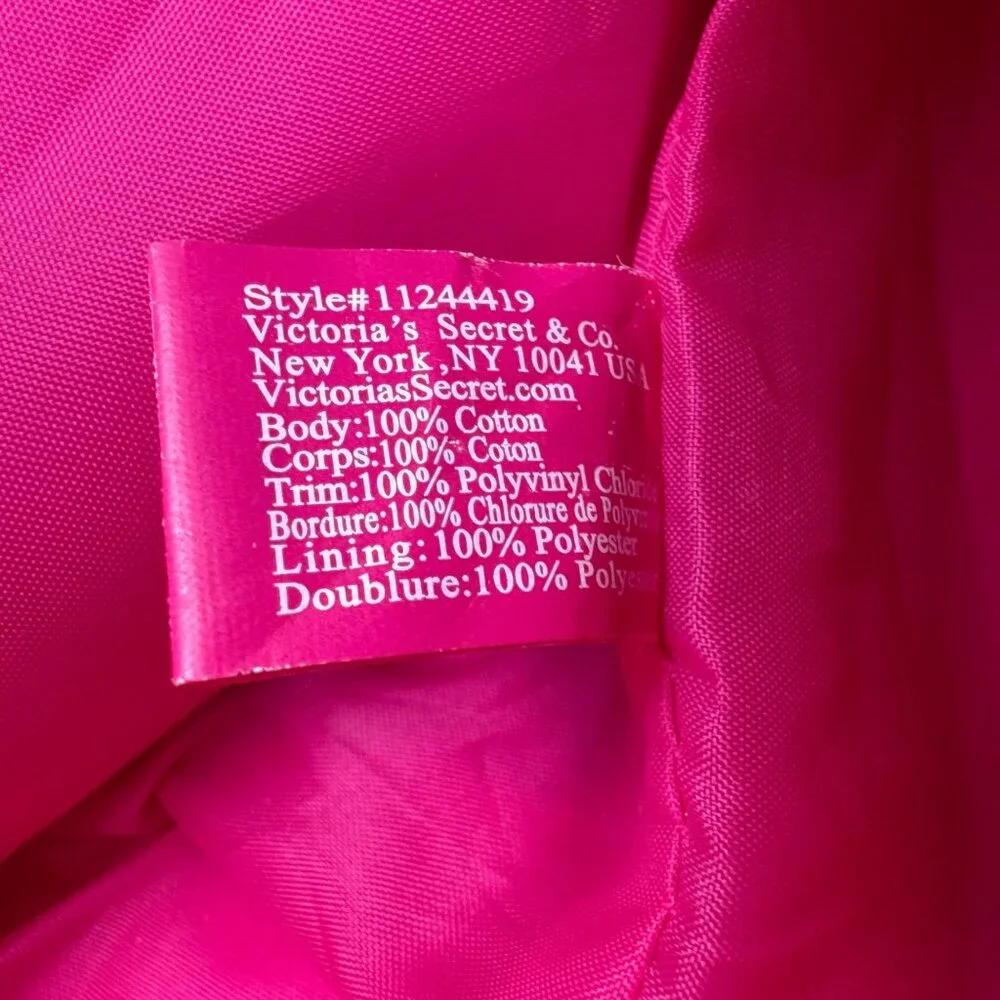 Style#11244419
Victoria's Secret & Co.
New York ,NY 10041 USA
VictoriasSecret.com
Body:100% Cotton
Corps:100% Coton
Trim:100% Polyvinyl
Bordure:100% Chlorure de
Lining:100% Polyester
Doublure:100%